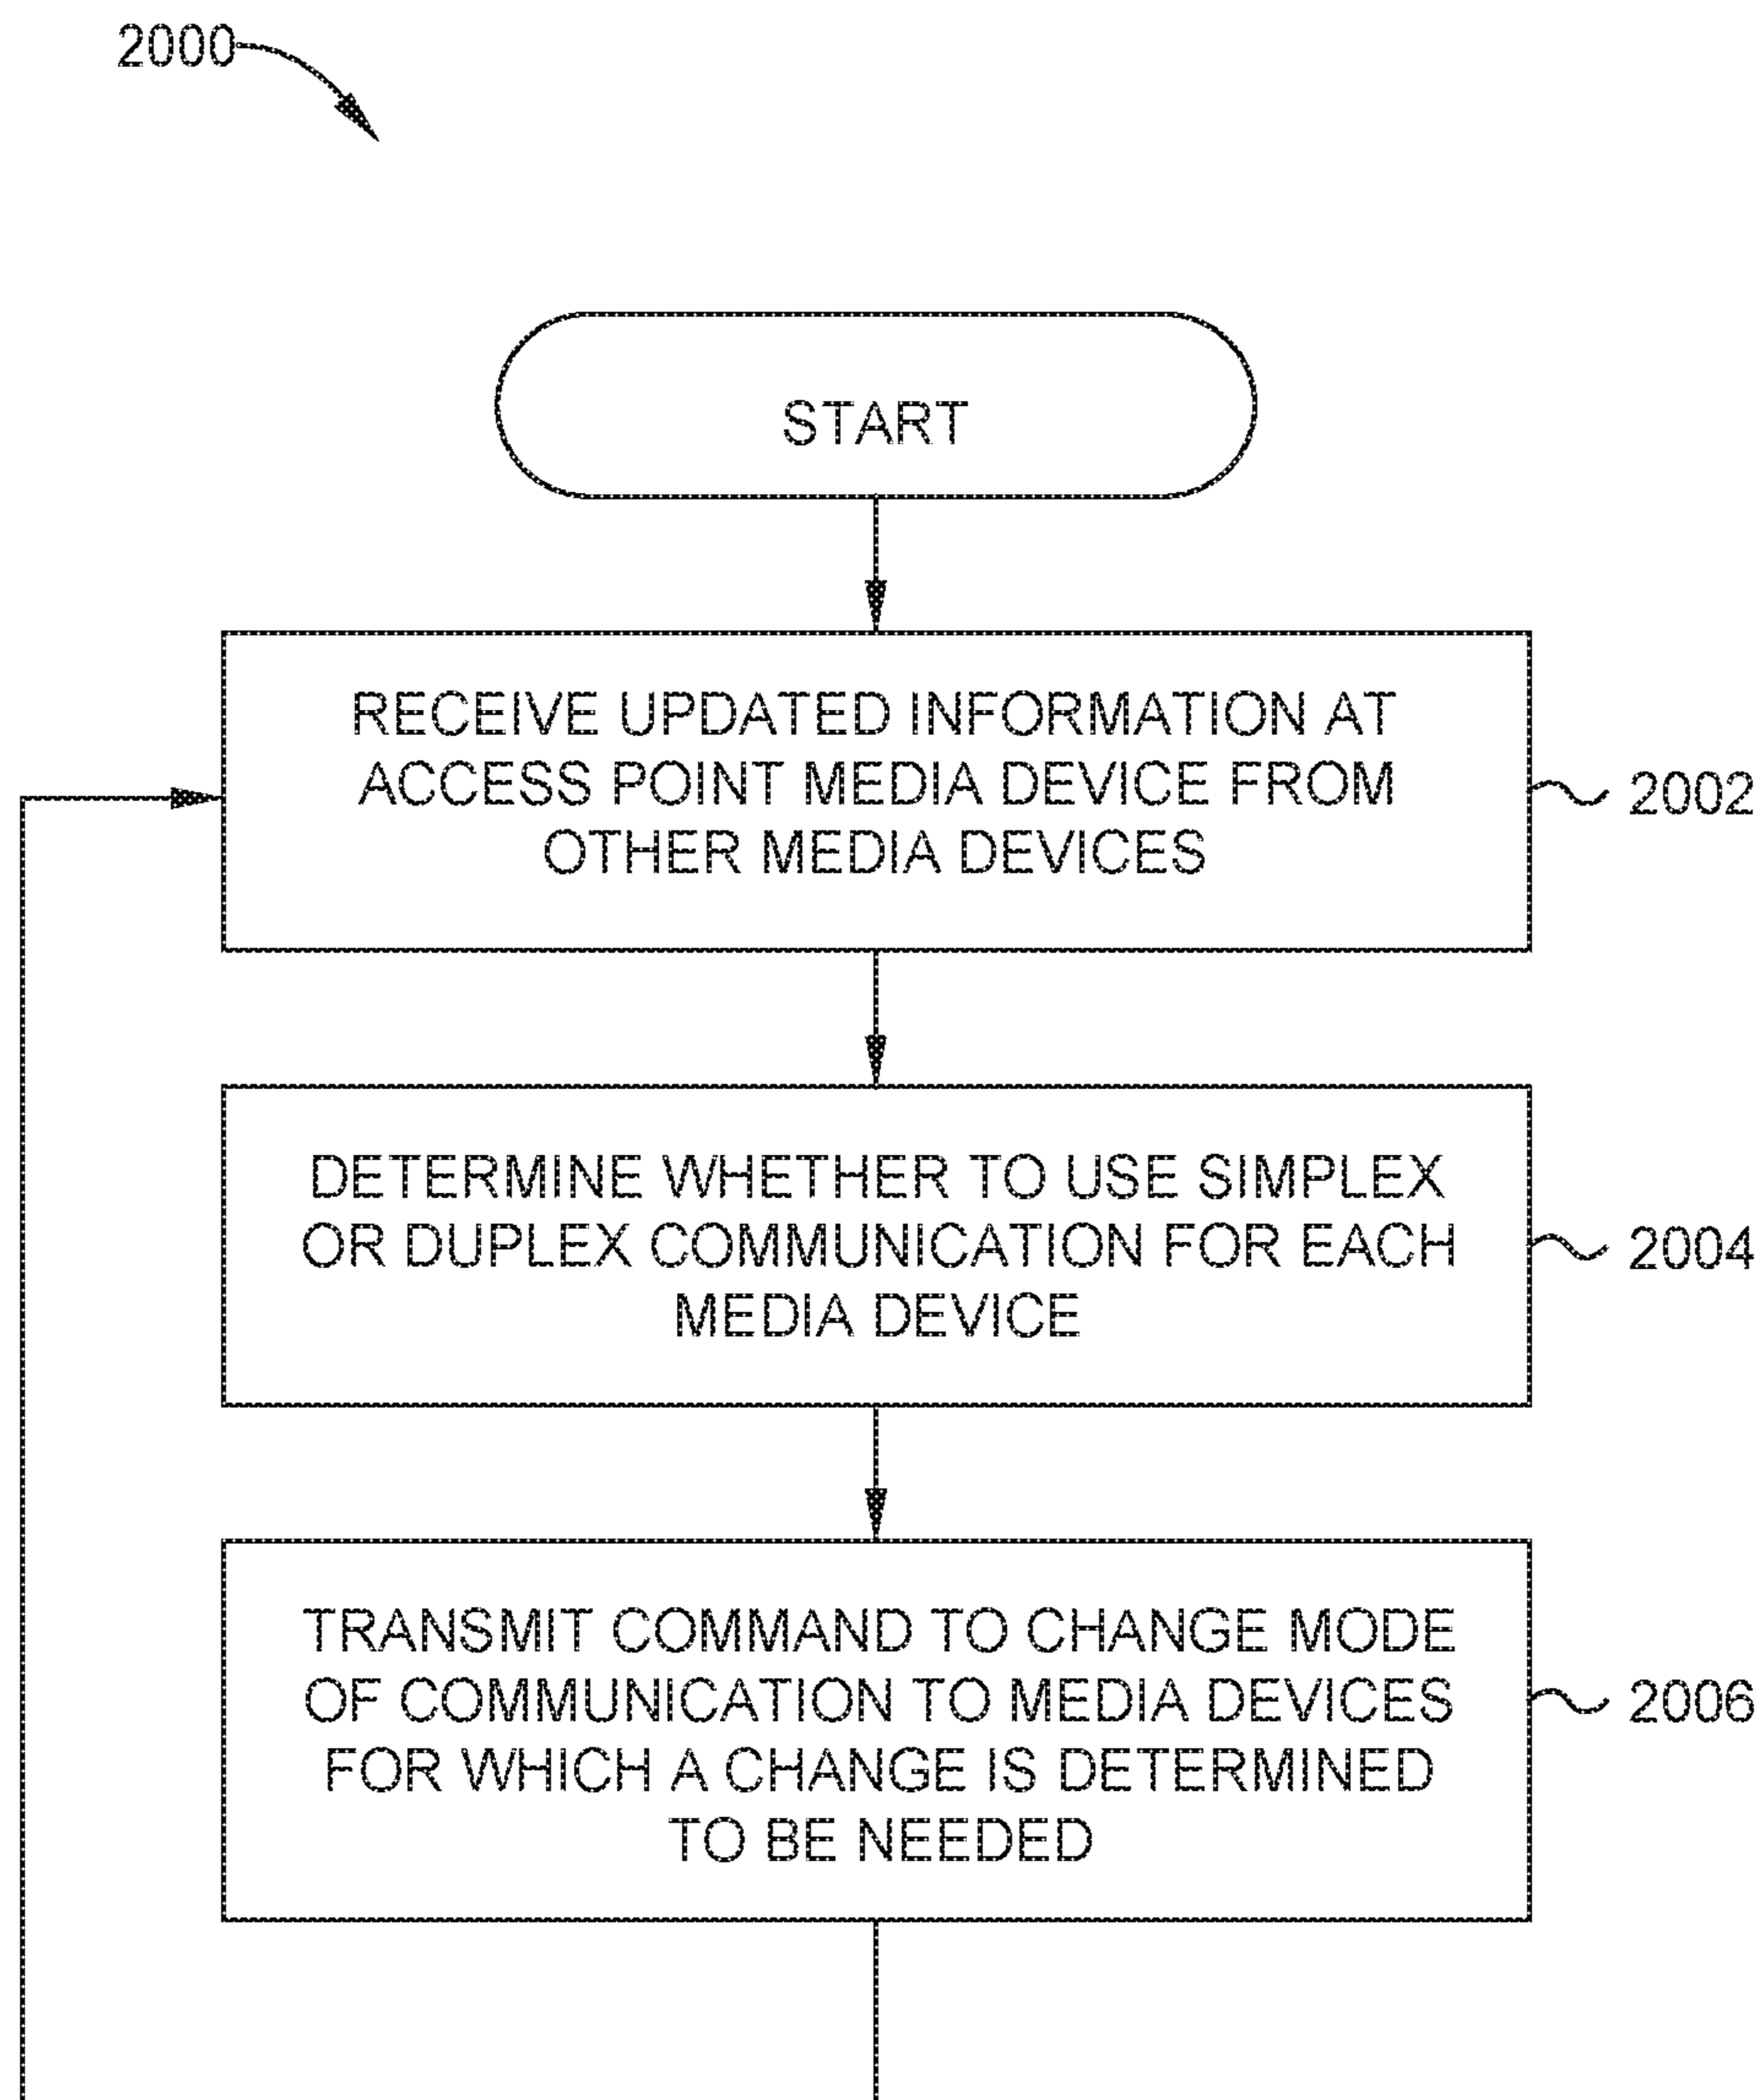 2000
START
RECEIVE UPDATED INFORMATION AT
ACCESS POINT MEDIA DEVICE FROM
OTHER MEDIA DEVICES
2002
DETERMINE WHETHER TO USE SIMPLEX
OR DUPLEX COMMUNICATION FOR EACH
MEDIA DEVICE
2004
TRANSMIT COMMAND TO CHANGE MODE
OF COMMUNICATION TO MEDIA DEVICES
FOR WHICH A CHANGE IS DETERMINED
TO BE NEEDED
2006